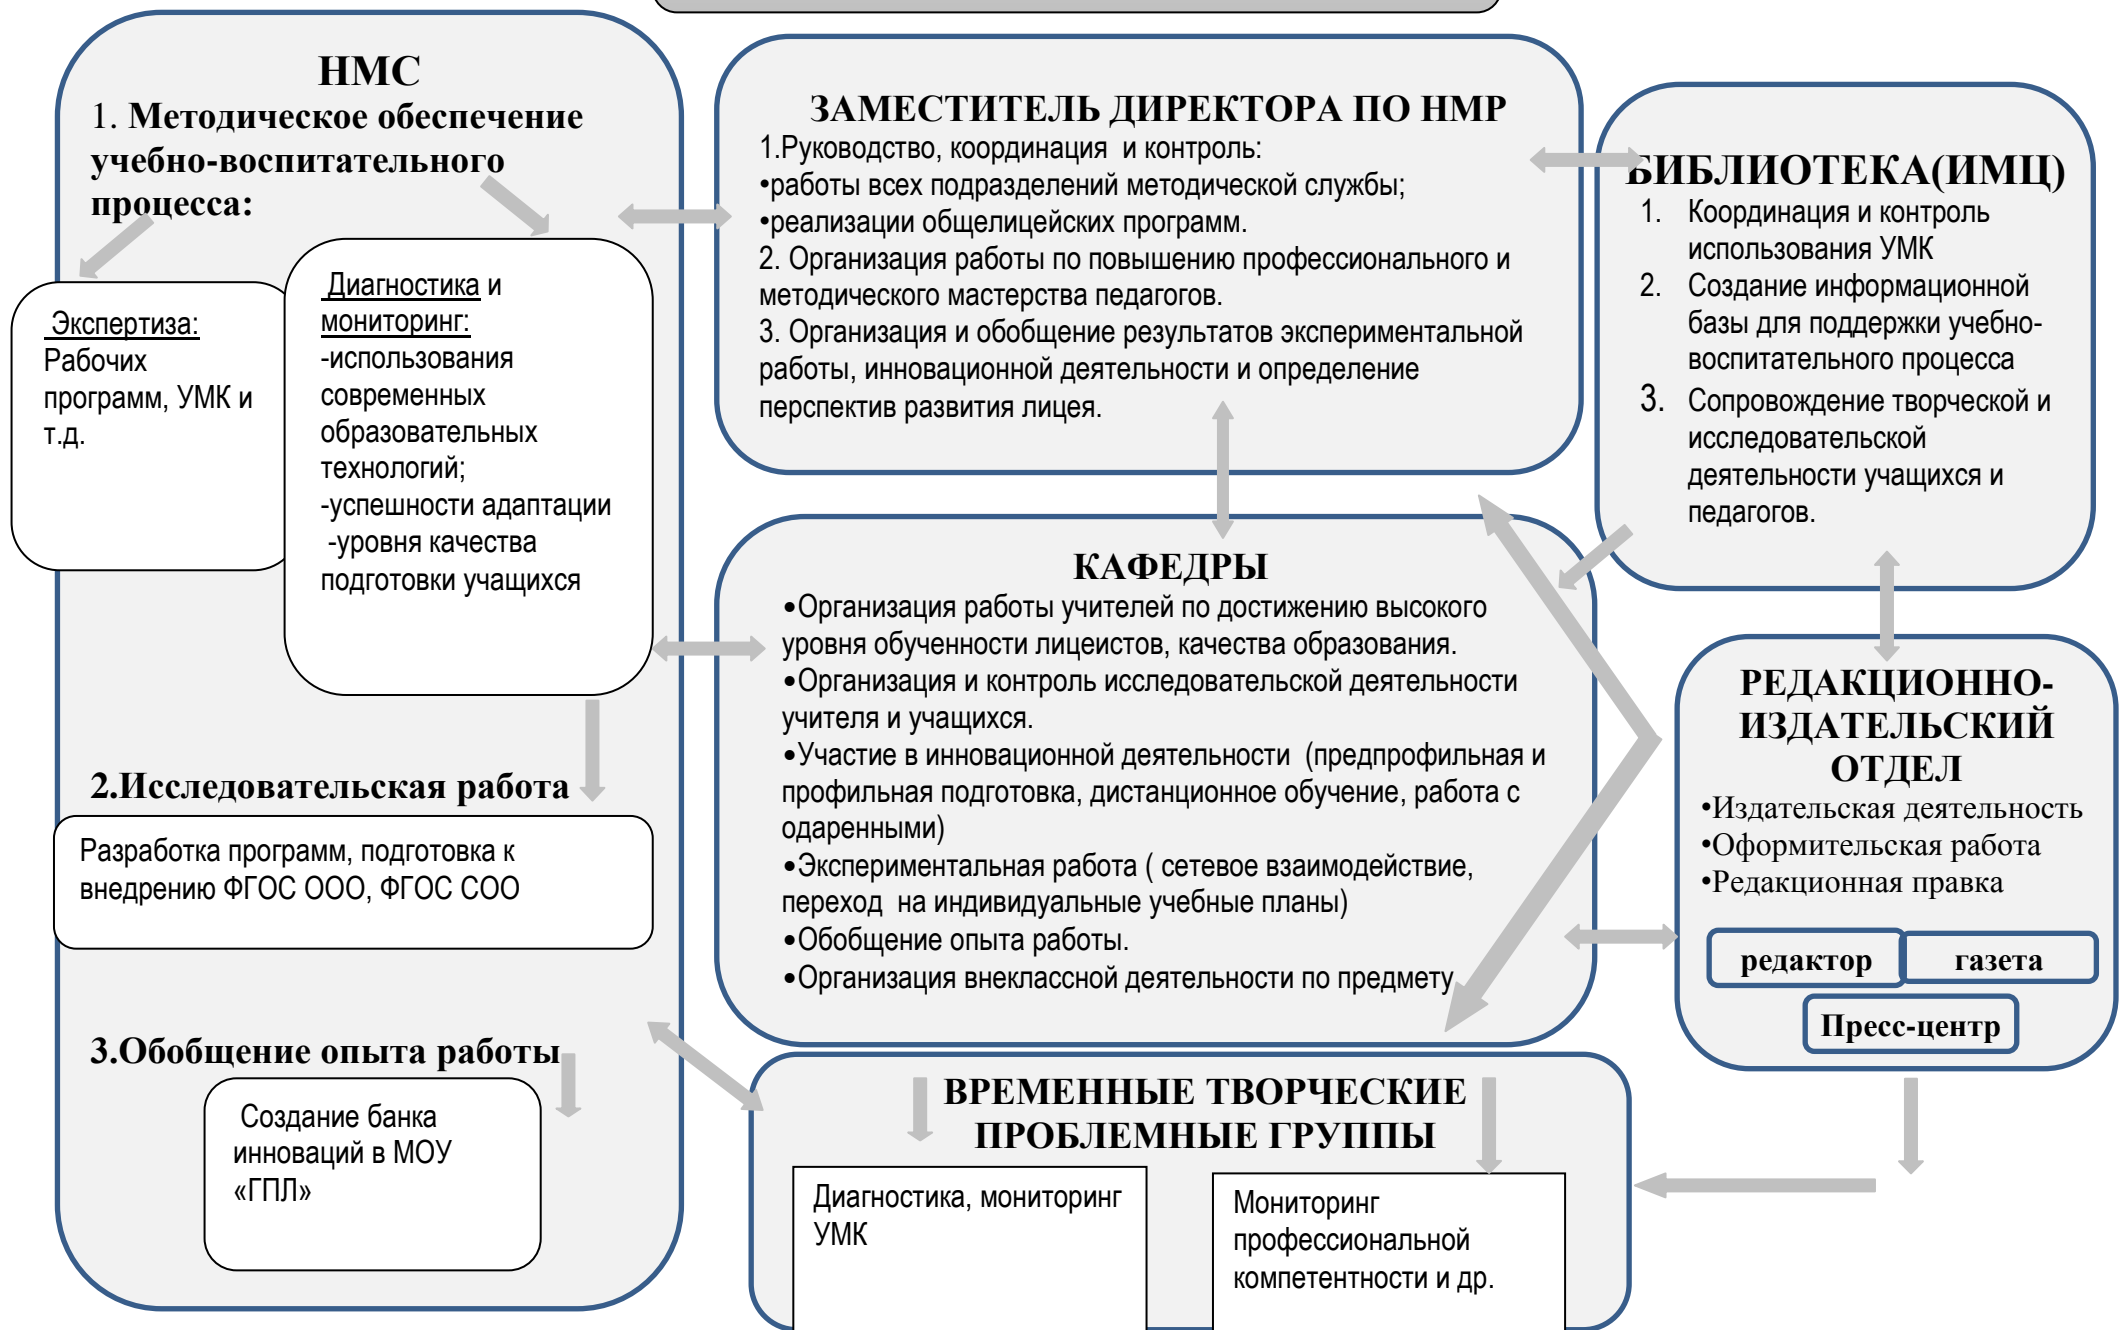 НМС
1. Методическое обеспечение
учебно-воспитательного
процесса:
Экспертиза:
Рабочих
программ, УМК и
т.д.
Диагностика и
мониторинг:
-использования
современных
образовательных
технологий;
-успешности адаптации
-уровня качества
подготовки учащихся
2.Исследовательская работа
Разработка программ, подготовка к
внедрению ФГОС ООО, ФГОС СОО
3.Обобщение опыта работы
Создание банка
инноваций в МОУ
«ГПЛ»
ЗАМЕСТИТЕЛЬ ДИРЕКТОРА ПО НМР
1.Руководство, координация и контроль:
•работы всех подразделений методической службы;
•реализации общелицейских программ.
2. Организация работы по повышению профессионального и
методического мастерства педагогов.
3. Организация и обобщение результатов экспериментальной
работы, инновационной деятельности и определение
перспектив развития лицея.
КАФЕДРЫ
•Организация работы учителей по достижению высокого
уровня обученности лицеистов, качества образования.
•Организация и контроль исследовательской деятельности
учителя и учащихся.
•Участие в инновационной деятельности (предпрофильная и
профильная подготовка, дистанционное обучение, работа с
одаренными)
•Экспериментальная работа ( сетевое взаимодействие,
переход на индивидуальные учебные планы)
•Обобщение опыта работы.
•Организация внеклассной деятельности по предмету
ВРЕМЕННЫЕ ТВОРЧЕСКИЕ
ПРОБЛЕМНЫЕ ГРУППЫ
Диагностика, мониторинг
УМК
Мониторинг
профессиональной
компетентности и др.
БИБЛИОТЕКА(ИМЦ)
1. Координация и контроль
использования УМК
2. Создание информационной
базы для поддержки учебно-
воспитательного процесса
3. Сопровождение творческой и
исследовательской
деятельности учащихся и
педагогов.
РЕДАКЦИОННО-
ИЗДАТЕЛЬСКИЙ
ОТДЕЛ
•Издательская деятельность
•Оформительская работа
•Редакционная правка
редактор
газета
Пресс-центр